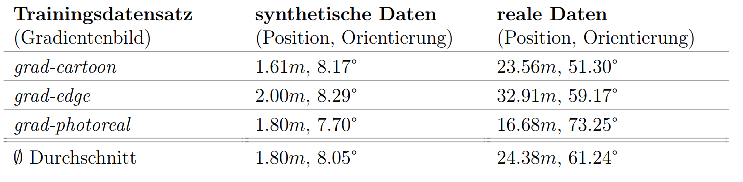 Trainingsdatensatz synthetische Daten reale Daten
(Gradientenbild) (Position, Orientierung) (Position, Orientierung)
grad-cartoon 1.61m, 8.17° 23.56m, 51.30°
grad-edge 2.00m, 8.29° 32.91m, 59.17°
grad-photoreal 1.80m, 7.70° 16.68m, 73.25°
∅ Durchschnitt 1.80m, 8.05° 24.38m, 61.24°